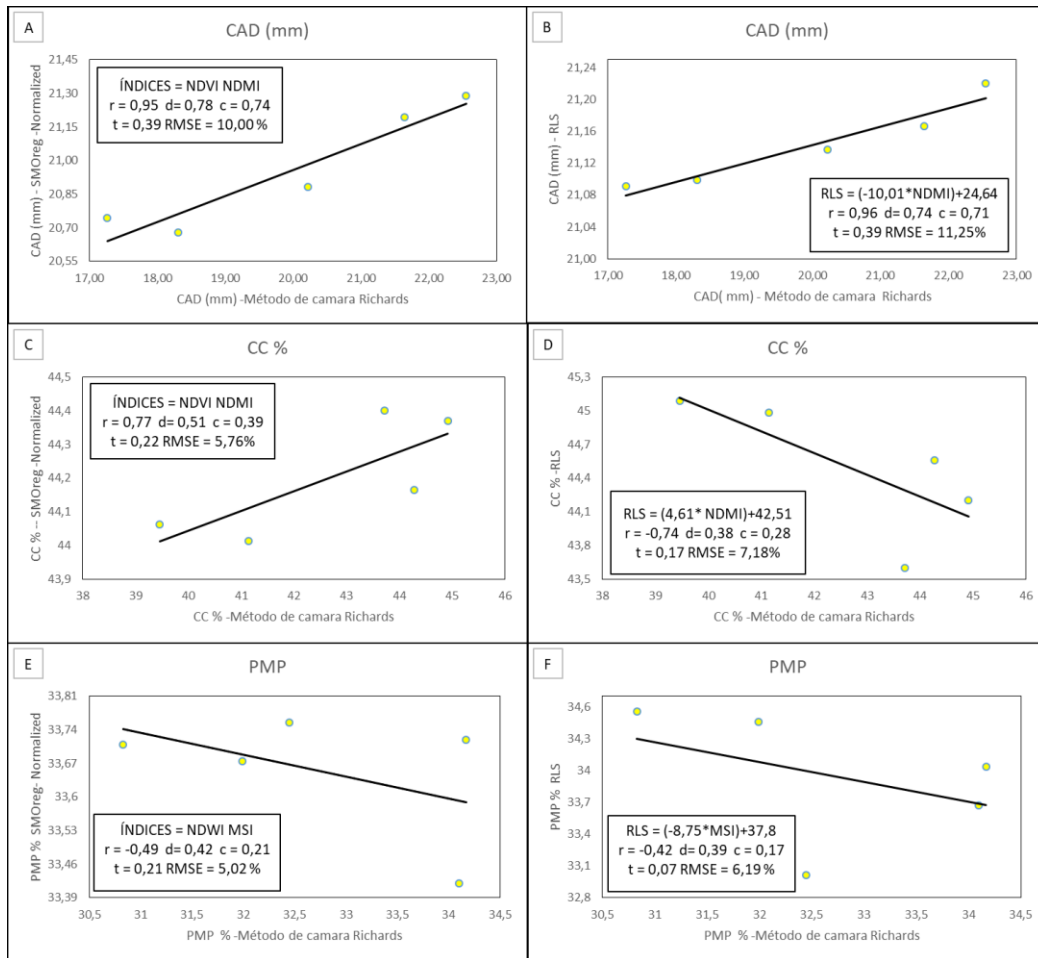 A
CAD (mm)
CAD (mm) - SMOreg -Normalized
21,45
21,30
21,15
21,00
20,85
20,70
20,55
ÍNDICES = NDVI NDMI
r = 0,95 d= 0,78 c = 0,74
t = 0,39 RMSE = 10,00 %
17,00 18,00 19,00 20,00 21,00 22,00 23,00
CAD (mm) -Método de camara Richards
B
CAD (mm)
CAD (mm) - RLS
21,24
21,20
21,16
21,12
21,08
21,04
21,00
RLS = (-10,01*NDMI)+24,64
r = 0,96 d= 0,74 c = 0,71
t = 0,39 RMSE = 11,25%
17,00 18,00 19,00 20,00 21,00 22,00 23,00
CAD( mm) - Método de camara Richards
C
CC %
CC % -- SMOreg -Normalized
44,5
44,4
44,3
44,2
44,1
44
43,9
ÍNDICES = NDVI NDMI
r = 0,77 d= 0,51 c = 0,39
t = 0,22 RMSE = 5,76%
38 39 40 41 42 43 44 45 46
CC % -Método de camara Richards
D
CC %
CC % -RLS
45,3
45
44,7
44,4
44,1
43,8
43,5
RLS = (4,61* NDMI)+42,51
r = -0,74 d= 0,38 c = 0,28
t = 0,17 RMSE = 7,18%
38 39 40 41 42 43 44 45 46
CC % -Método de camara Richards
E
PMP
PMP % SMOreg- Normalized
33,81
33,74
33,67
33,6
33,53
33,46
33,39
ÍNDICES = NDWI MSI
r = -0,49 d= 0,42 c = 0,21
t = 0,21 RMSE = 5,02 %
30,5 31 31,5 32 32,5 33 33,5 34 34,5
PMP % -Método de camara Richards
F
PMP
PMP % RLS
34,6
34,3
34
33,7
33,4
33,1
32,8
RLS = (-8,75*MSI)+37,8
r = -0,42 d= 0,39 c = 0,17
t = 0,07 RMSE = 6,19 %
30,5 31 31,5 32 32,5 33 33,5 34 34,5
PMP % -Método de camara Richards